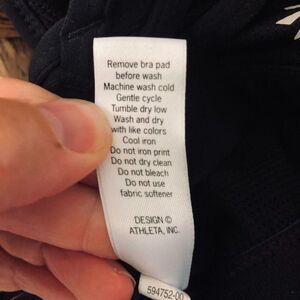 Remove bra pad
before wash
Machine wash cold
Gentle cycle
Tumble dry low
Wash and dry
with like colors
Cool iron
Do not iron print
Do not dry clean
Do not bleach
Do not use
fabric softener
DESIGN ©
ATHLETA, INC.
594752-00